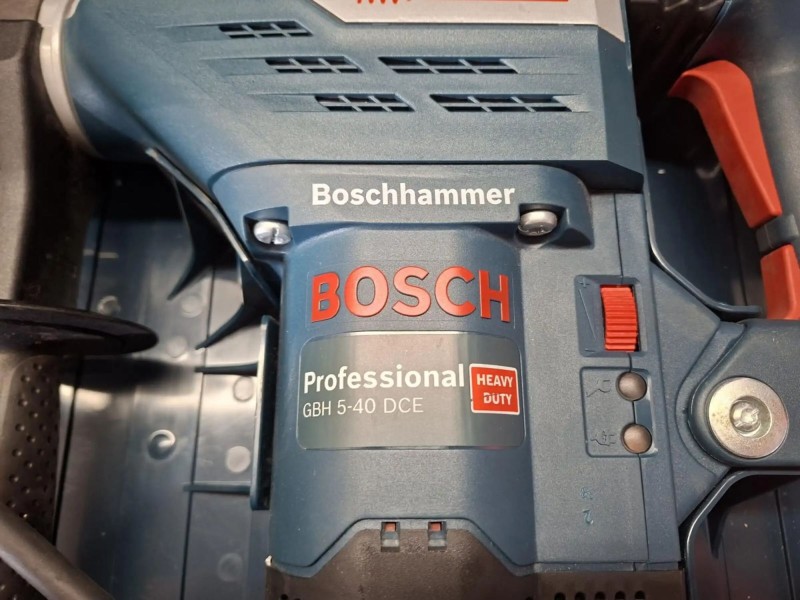 Boschhammer
BOSCH
Professional
HEAVY
DUTY
GBH 5-40 DCE